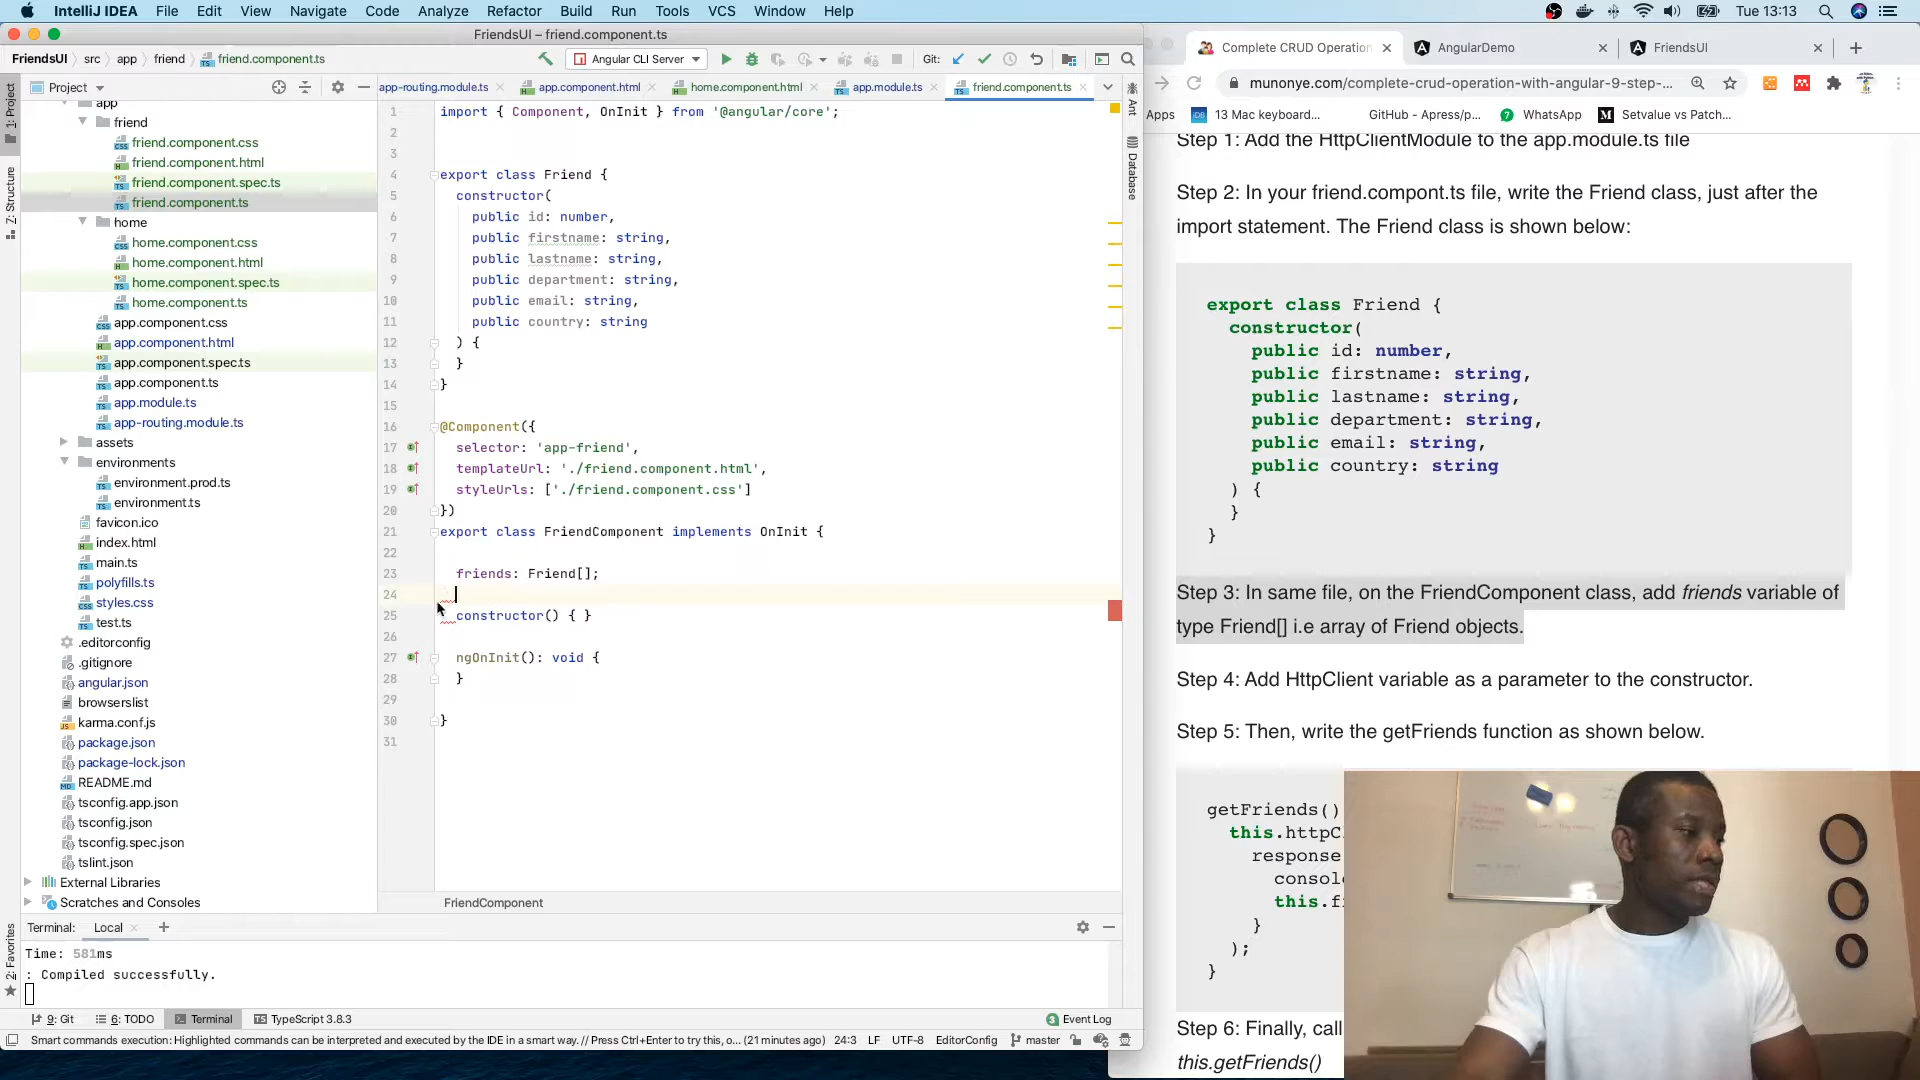 IntelliJ IDEA File Edit View Navigate Code Analyze Refactor Build Run Tools VCS Window Help
Tue 13:13
FriendsUI – friend.component.ts
FriendsUI src app friend friend.component.ts
Angular CLI Server
Git:
Project
app-routing.module.ts
app.component.html
home.component.html
app.module.ts
friend.component.ts
1: Project
Z: Structure
2: Favorites
Ant
Database
app
friend
friend.component.css
friend.component.html
friend.component.spec.ts
friend.component.ts
home
home.component.css
home.component.html
home.component.spec.ts
home.component.ts
app.component.css
app.component.html
app.component.spec.ts
app.component.ts
app.module.ts
app-routing.module.ts
assets
environments
environment.prod.ts
environment.ts
favicon.ico
index.html
main.ts
polyfills.ts
styles.css
test.ts
.editorconfig
.gitignore
angular.json
browserslist
karma.conf.js
package.json
package-lock.json
README.md
tsconfig.app.json
tsconfig.json
tsconfig.spec.json
tslint.json
External Libraries
Scratches and Consoles
1 import { Component, OnInit } from '@angular/core';
2
3
4 export class Friend {
5 constructor(
6 public id: number,
7 public firstname: string,
8 public lastname: string,
9 public department: string,
10 public email: string,
11 public country: string
12 ) {
13 }
14 }
15
16 @Component({
17 selector: 'app-friend',
18 templateUrl: './friend.component.html',
19 styleUrls: ['./friend.component.css']
20 })
21 export class FriendComponent implements OnInit {
22
23 friends: Friend[];
24
25 constructor() { }
26
27 ngOnInit(): void {
28 }
29
30 }
31
FriendComponent
Terminal: Local
Time: 581ms
: Compiled successfully.
9: Git 6: TODO Terminal TypeScript 3.8.3
3 Event Log
Smart commands execution: Highlighted commands can be interpreted and executed by the IDE in a smart way. // Press Ctrl+Enter to try this, o... (21 minutes ago) 24:3 LF UTF-8 EditorConfig master
Complete CRUD Operation
AngularDemo
FriendsUI
munonye.com/complete-crud-operation-with-angular-9-step-...
Apps
13 Mac keyboard...
GitHub - Apress/p...
7 WhatsApp
M Setvalue vs Patch...
Step 1: Add the HttpClientModule to the app.module.ts file
Step 2: In your friend.compont.ts file, write the Friend class, just after the
import statement. The Friend class is shown below:
export class Friend {
constructor(
public id: number,
public firstname: string,
public lastname: string,
public department: string,
public email: string,
public country: string
) {
}
}
Step 3: In same file, on the FriendComponent class, add friends variable of
type Friend[] i.e array of Friend objects.
Step 4: Add HttpClient variable as a parameter to the constructor.
Step 5: Then, write the getFriends function as shown below.
getFriends()
this.httpC
response
consol
this.f
}
);
}
Step 6: Finally, call
this.getFriends()